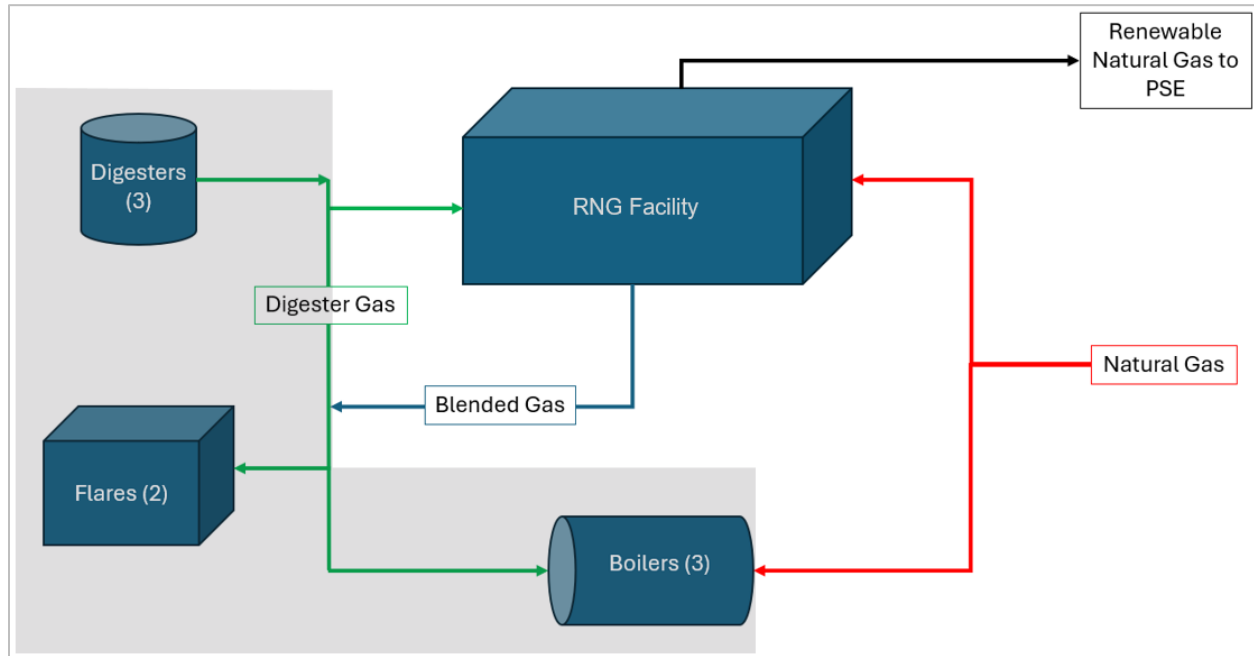 Renewable
Natural Gas to
PSE
Digesters
(3)
RNG Facility
Digester Gas
Natural Gas
Blended Gas
Flares (2)
Boilers (3)